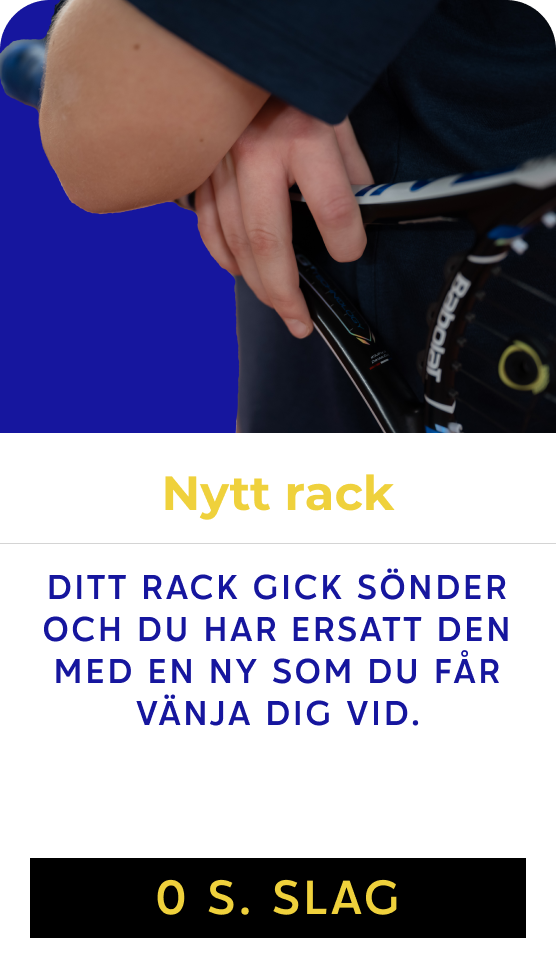 Babolat
Nytt rack
DITT RACK GICK SÖNDER
OCH DU HAR ERSATT DEN
MED EN NY SOM DU FÅR
VÄNJA DIG VID.
0 S. SLAG